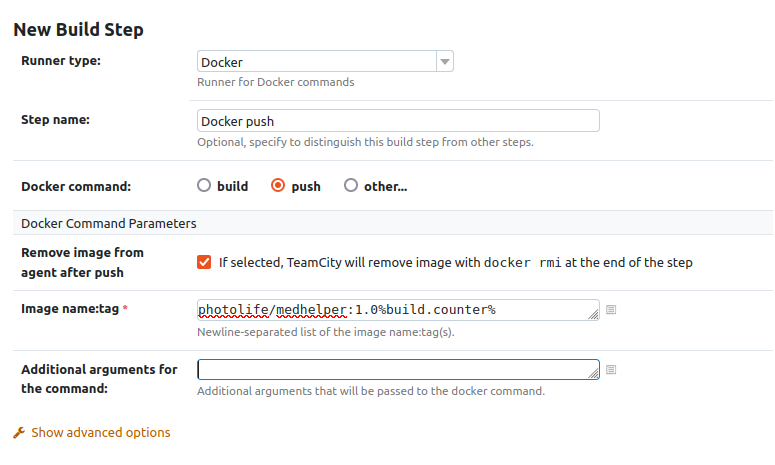 New Build Step
Runner type:
Docker
Runner for Docker commands
Step name:
Docker push
Optional, specify to distinguish this build step from other steps.
Docker command:
build
push
other...
Docker Command Parameters
Remove image from
agent after push
If selected, TeamCity will remove image with docker rmi at the end of the step
Image name:tag *
photolife/medhelper:1.0%build.counter%
Newline-separated list of the image name:tag(s).
Additional arguments for
the command:
Additional arguments that will be passed to the docker command.
Show advanced options